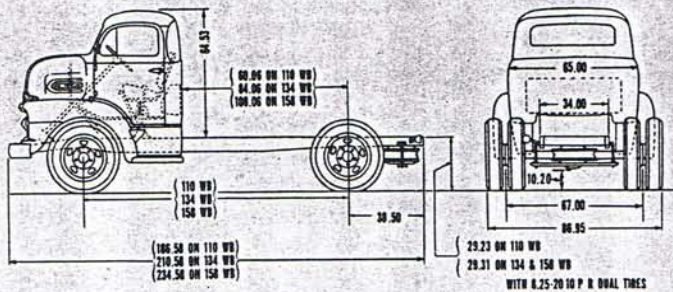 64.53
( 60.06 ON 110 WB )
( 84.06 ON 134 WB )
( 108.06 ON 158 WB )
65.00
34.00
10.20
( 110 WB )
( 134 WB )
( 158 WB )
38.50
67.00
86.95
( 186.58 ON 110 WB )
( 210.58 ON 134 WB )
( 234.58 ON 158 WB )
{ 29.23 ON 110 WB
{ 29.31 ON 134 & 158 WB
WITH 8.25-20 10 P R DUAL TIRES